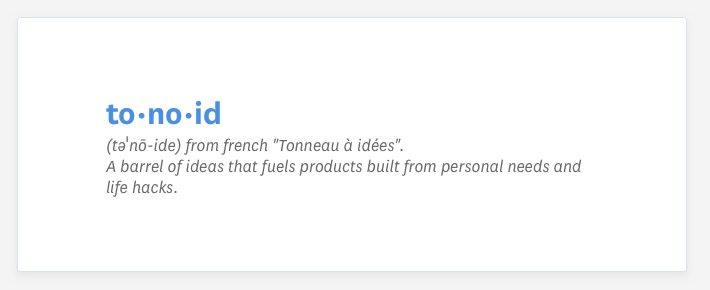 to·no·id
(təˈnō-ide) from french "Tonneau à idées".
A barrel of ideas that fuels products built from personal needs and
life hacks.